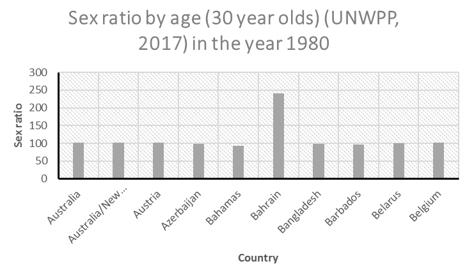 Sex ratio by age (30 year olds) (UNWPP,
2017) in the year 1980
300
250
200
150
100
50
0
Sex ratio
Australia
Australia/New...
Austria
Azerbaijan
Bahamas
Bahrain
Bangladesh
Barbados
Belarus
Belgium
Country